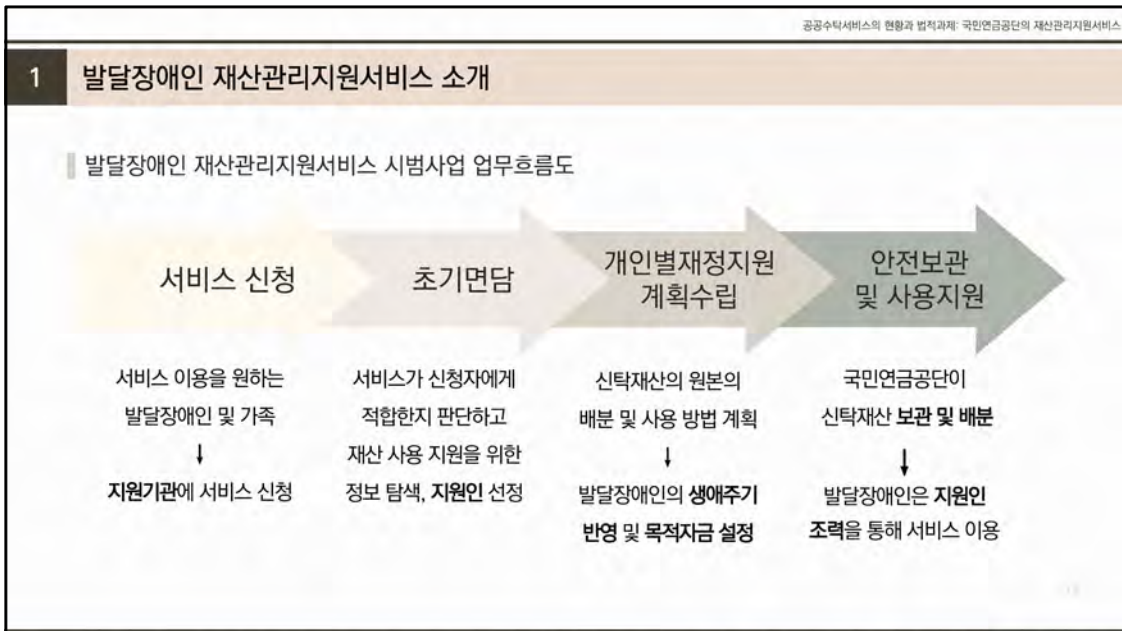 공공수탁서비스의 현황과 법적과제: 국민연금공단의 재산관리지원서비스
1 발달장애인 재산관리지원서비스 소개
발달장애인 재산관리지원서비스 시범사업 업무흐름도
서비스 신청
서비스 이용을 원하는
발달장애인 및 가족
↓
지원기관에 서비스 신청
초기면담
서비스가 신청자에게
적합한지 판단하고
재산 사용 지원을 위한
정보 탐색, 지원인 선정
개인별재정지원
계획수립
신탁재산의 원본의
배분 및 사용 방법 계획
↓
발달장애인의 생애주기
반영 및 목적자금 설정
안전보관
및 사용지원
국민연금공단이
신탁재산 보관 및 배분
↓
발달장애인은 지원인
조력을 통해 서비스 이용